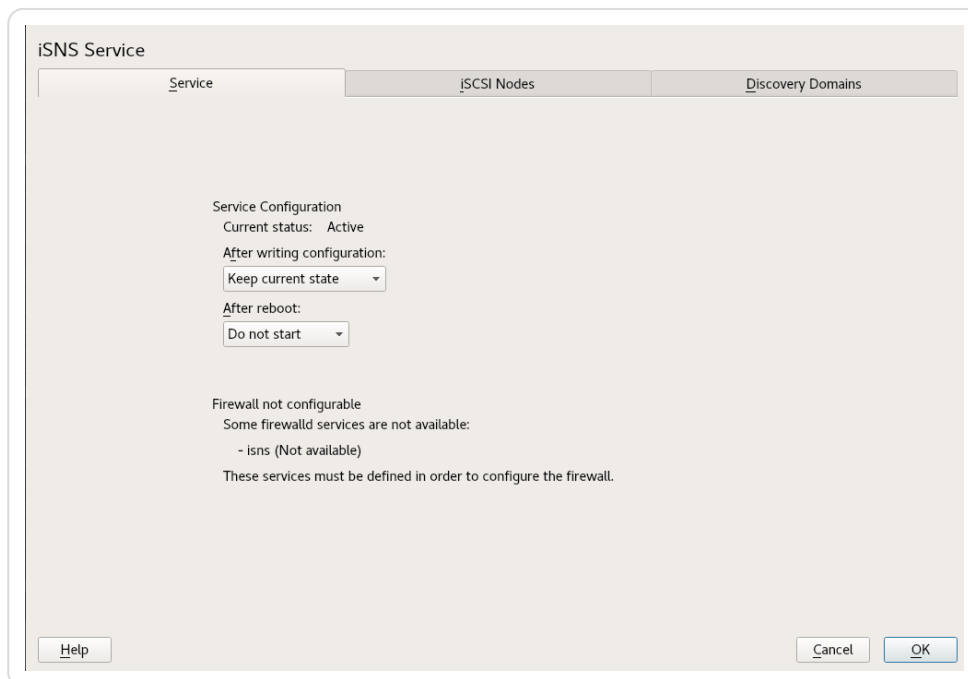 iSNS Service
Service
iSCSI Nodes
Discovery Domains
Service Configuration
Current status: Active
After writing configuration:
Keep current state
After reboot:
Do not start
Firewall not configurable
Some firewalld services are not available:
- isns (Not available)
These services must be defined in order to configure the firewall.
Help
Cancel
OK